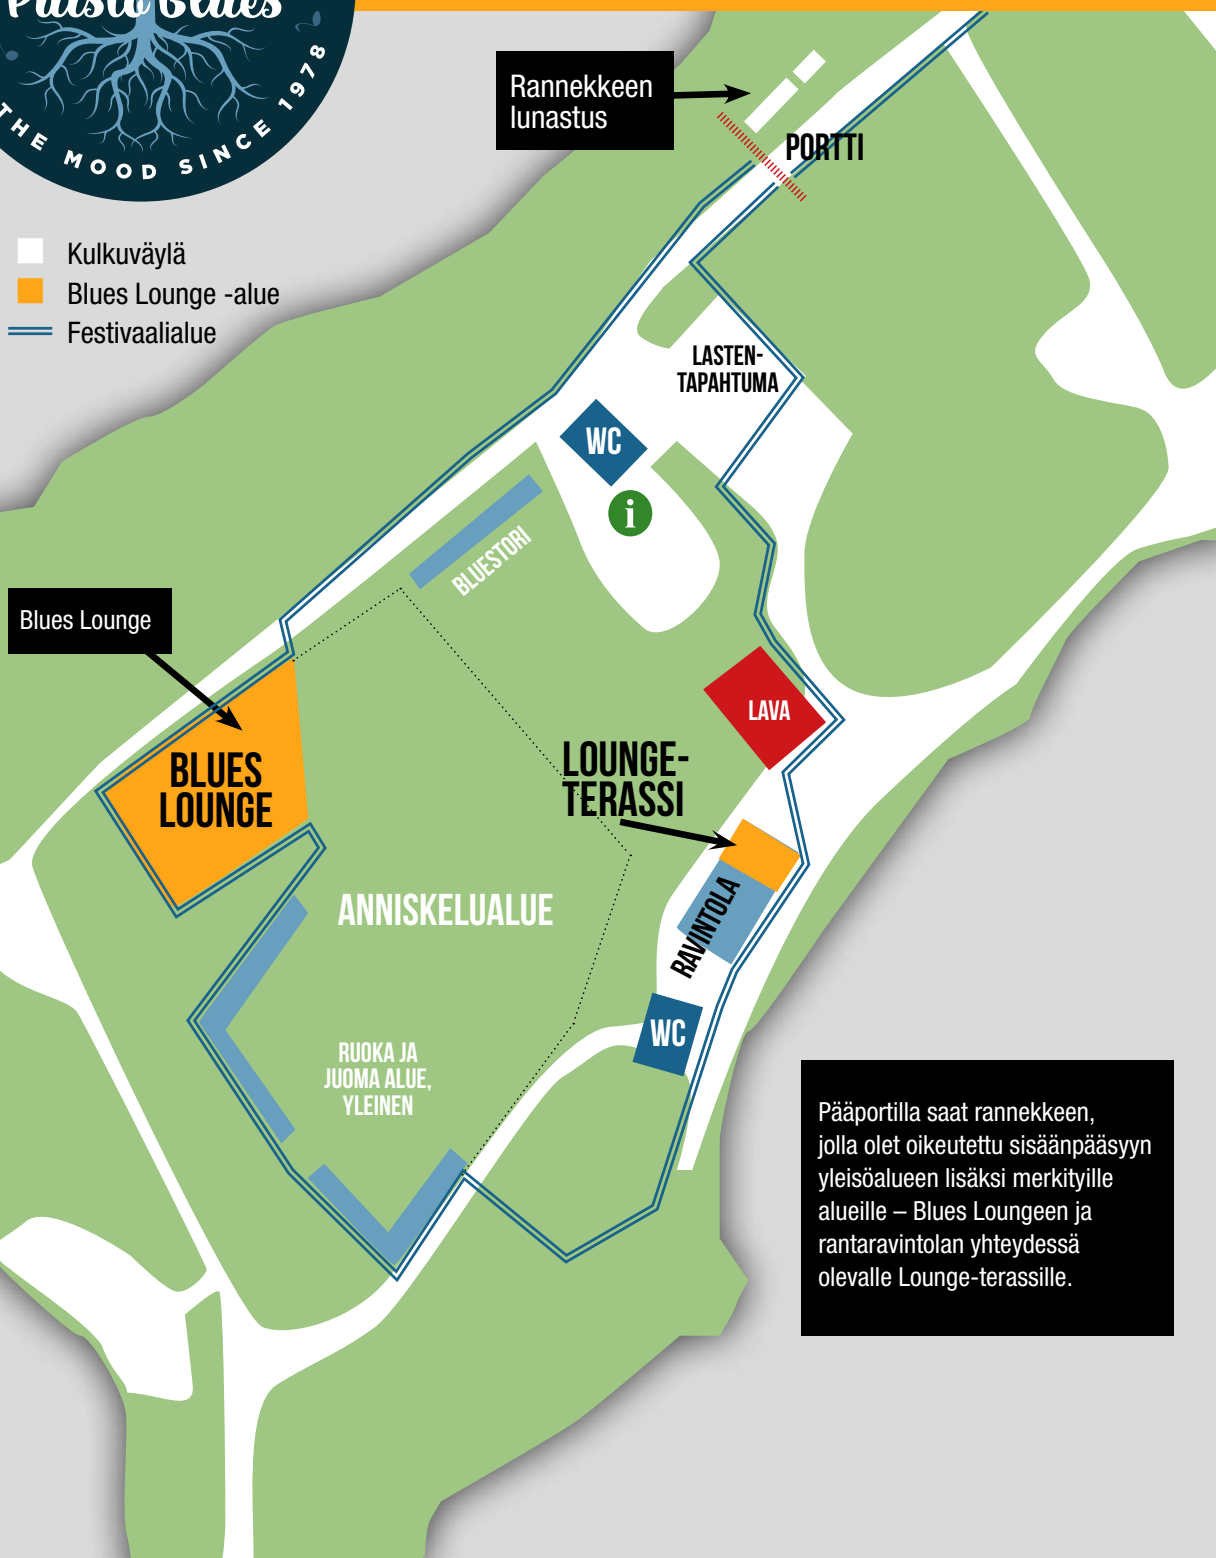 Puisto Blues
THE MOOD SINCE 1978
Rannekkeen
lunastus
PORTTI
Kulkuväylä
Blues Lounge -alue
Festivaalialue
LASTEN-
TAPAHTUMA
WC
i
BLUESTORI
Blues Lounge
LAVA
BLUES
LOUNGE
LOUNGE-
TERASSI
ANNISKELUALUE
RAVINTOLA
WC
RUOKA JA
JUOMA ALUE,
YLEINEN
Pääportilla saat rannekkeen,
jolla olet oikeutettu sisäänpääsyyn
yleisöalueen lisäksi merkityille
alueille – Blues Loungeen ja
rantaravintolan yhteydessä
olevalle Lounge-terassille.